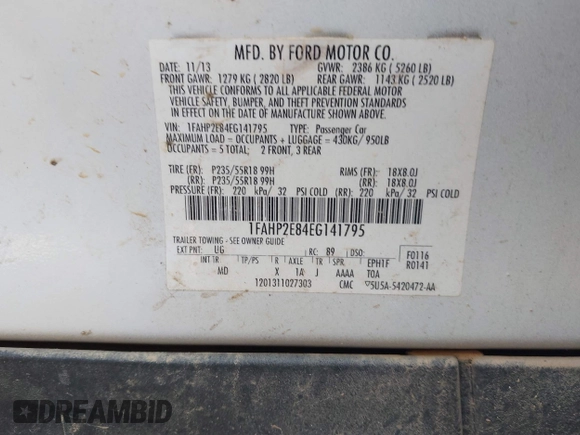 MFD. BY FORD MOTOR CO.
DATE: 11/13 GVWR: 2386 KG ( 5260 LB)
FRONT GAWR: 1279 KG ( 2820 LB) REAR GAWR: 1143 KG ( 2520 LB)
THIS VEHICLE CONFORMS TO ALL APPLICABLE FEDERAL MOTOR
VEHICLE SAFETY, BUMPER, AND THEFT PREVENTION STANDARDS
IN EFFECT ON THE DATE OF MANUFACTURE SHOWN ABOVE.
VIN: 1FAHP2E84EG141795 TYPE: Passenger Car
MAXIMUM LOAD = OCCUPANTS + LUGGAGE = 430KG/ 950LB
OCCUPANTS = 5 TOTAL: 2 FRONT, 3 REAR
TIRE (FR): P235/55R18 99H RIMS (FR): 18X8.0J
(RR): P235/55R18 99H (RR): 18X8.0J
PRESSURE (FR): 220 kPa/ 32 PSI COLD (RR): 220 kPa/ 32 PSI COLD
1FAHP2E84EG141795
TRAILER TOWING - SEE OWNER GUIDE
EXT PNT: UG RC: 89 DSO: F0116
INT TR TP/PS R AXLE TR SPR EPH1F R0141
MD X 1A J AAAA TOA
1201311027303 CMC 5U5A-5420472-AA
DREAMBID